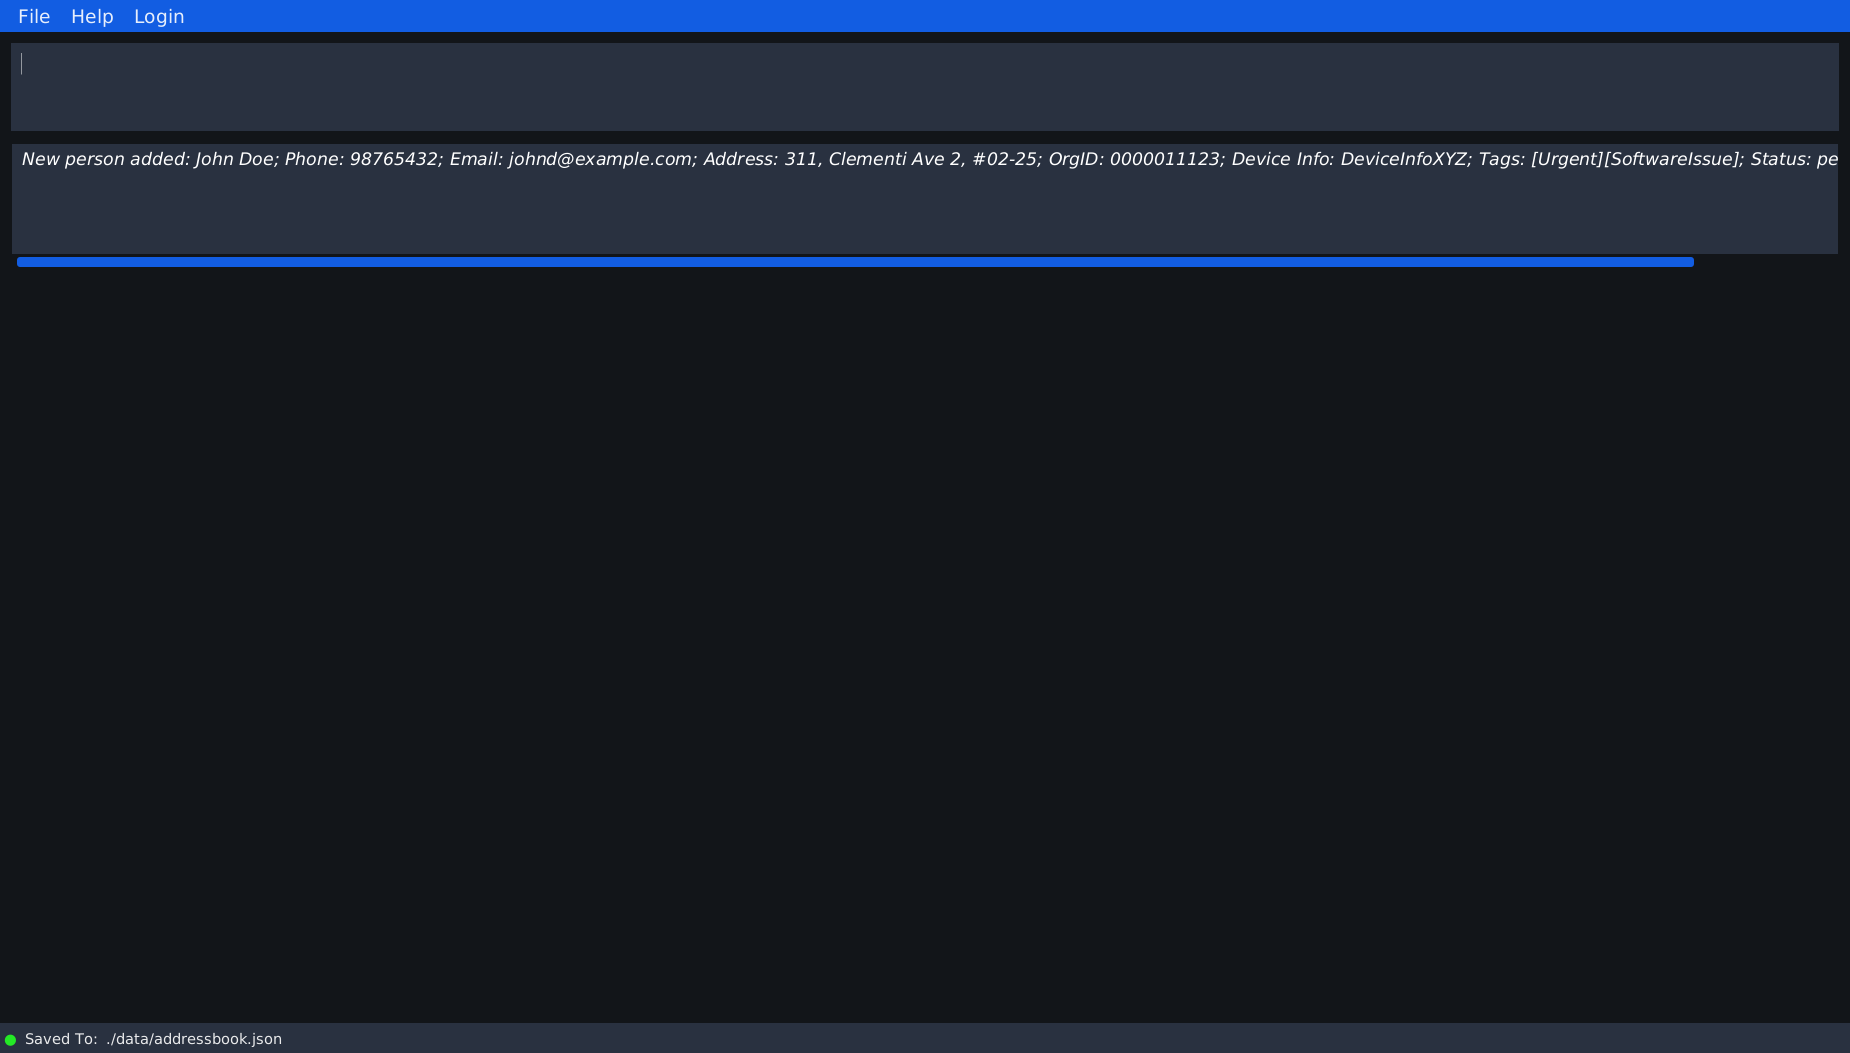 File Help Login
New person added: John Doe; Phone: 98765432; Email: johnd@example.com; Address: 311, Clementi Ave 2, #02-25; OrgID: 0000011123; Device Info: DeviceInfoXYZ; Tags: [Urgent][SoftwareIssue]; Status: pe
Saved To: ./data/addressbook.json